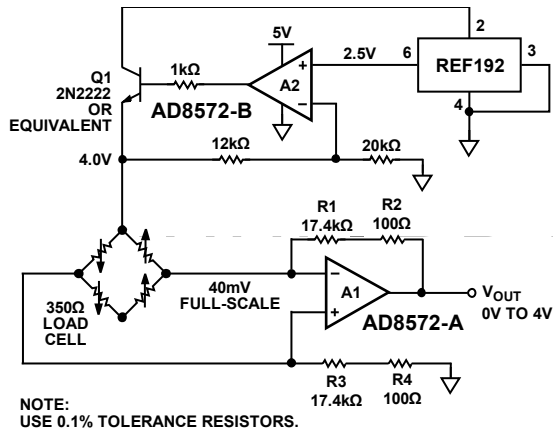 5V
2
Q1
2N2222
OR
EQUIVALENT
1kΩ
A2
+
−
2.5V
6
REF192
3
4
AD8572-B
4.0V
12kΩ
20kΩ
R1
17.4kΩ
R2
100Ω
350Ω
LOAD
CELL
40mV
FULL-SCALE
−
A1
+
AD8572-A
VOUT
0V TO 4V
R3
17.4kΩ
R4
100Ω
NOTE:
USE 0.1% TOLERANCE RESISTORS.